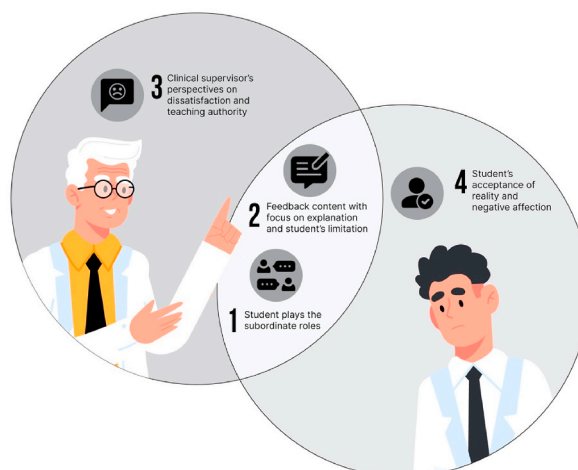 3
Clinical supervisor's
perspectives on
dissatisfaction and
teaching authority
2
Feedback content with
focus on explanation
and student's limitation
1
Student plays the
subordinate roles
4
Student's
acceptance of
reality and
negative affection